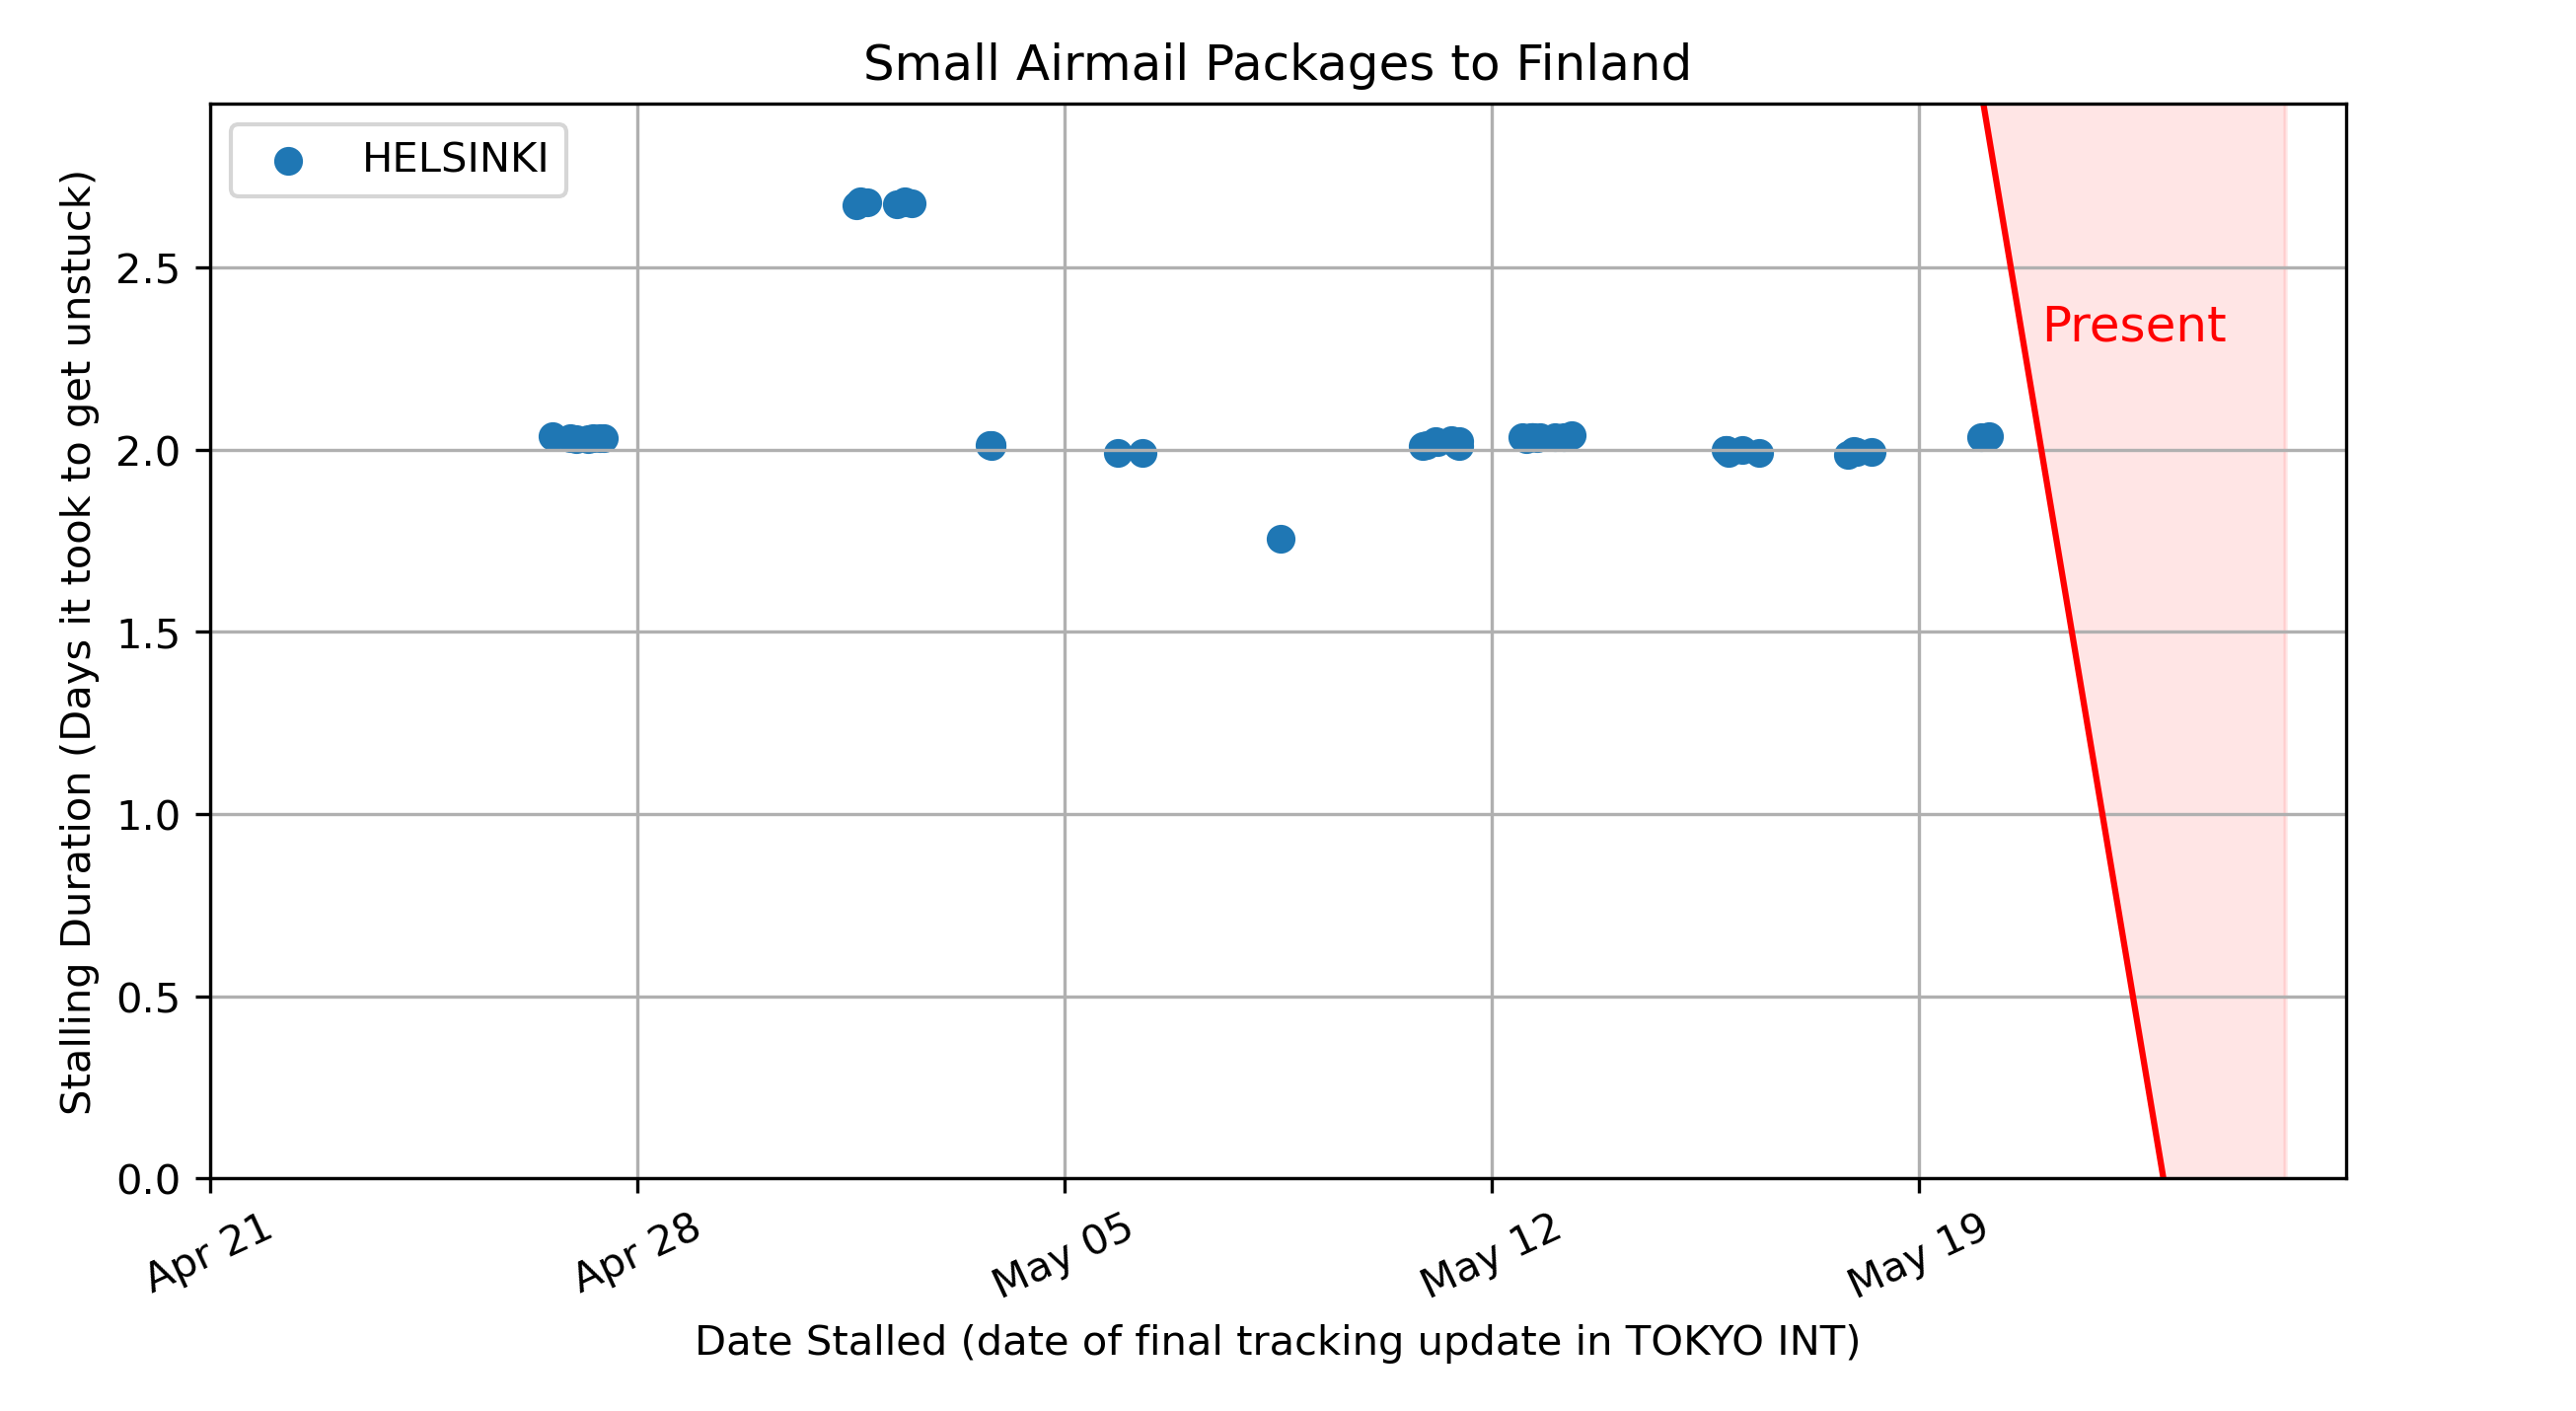 Small Airmail Packages to Finland
HELSINKI
Present
Stalling Duration (Days it took to get unstuck)
2.5
2.0
1.5
1.0
0.5
0.0
Apr 21
Apr 28
May 05
May 12
May 19
Date Stalled (date of final tracking update in TOKYO INT)